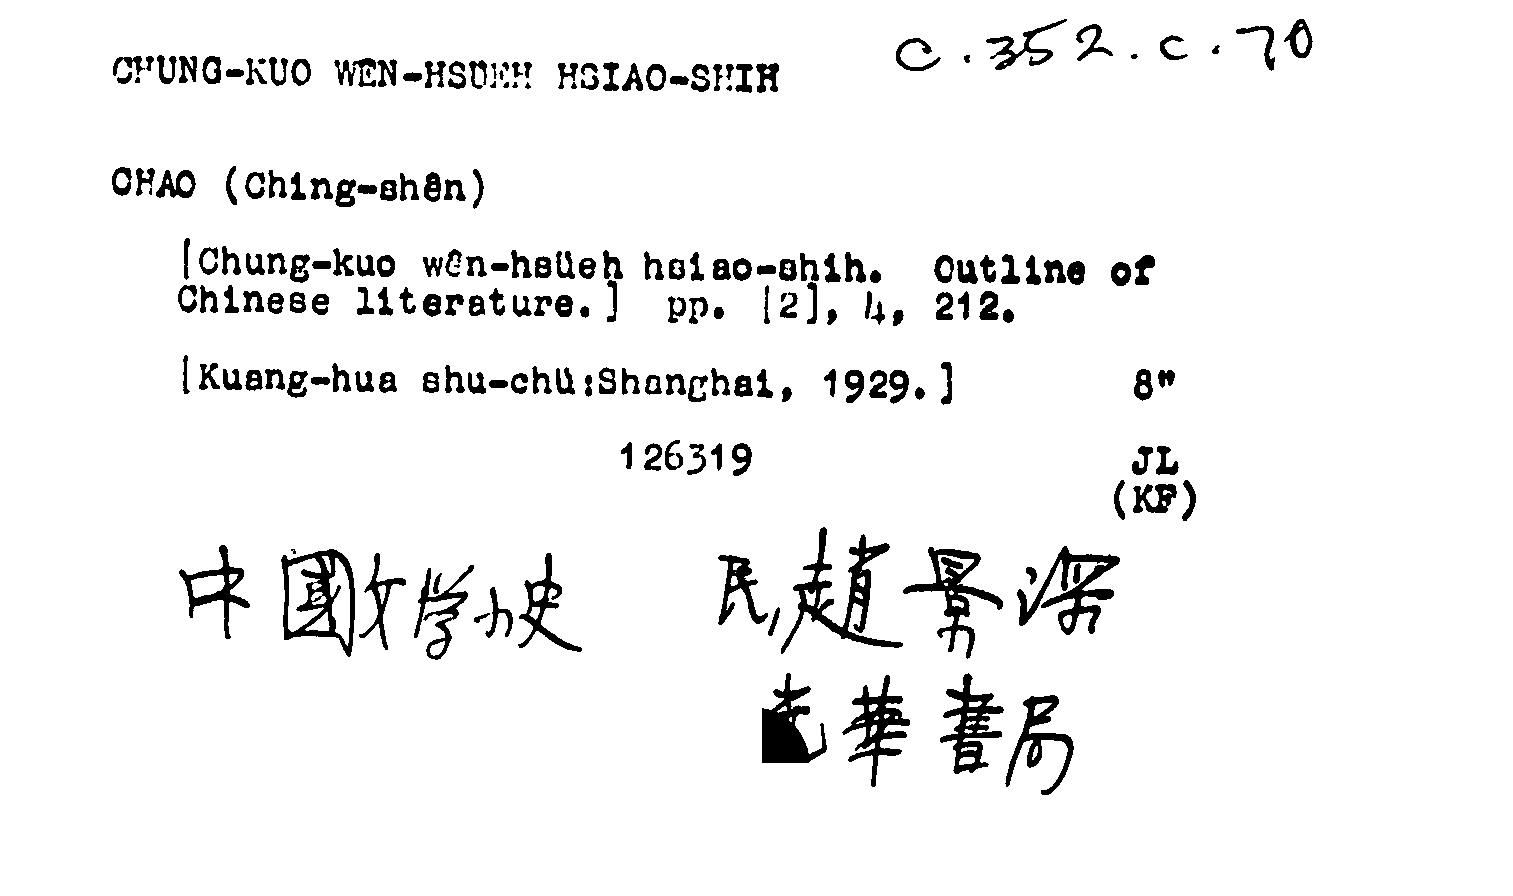 C.352.C.70
CHUNG-KUO WEN-HSÜEH HSIAO-SHIH
CHAO (Ching-shên)
[Chung-kuo wên-hsüeh hsiao-shih. Outline of
Chinese literature.] pp. [2], 4, 212.
[Kuang-hua shu-chü:Shanghai, 1929.] 8"
126319 JL
(KF)
中國文学小史 民,趙景深
光華書局